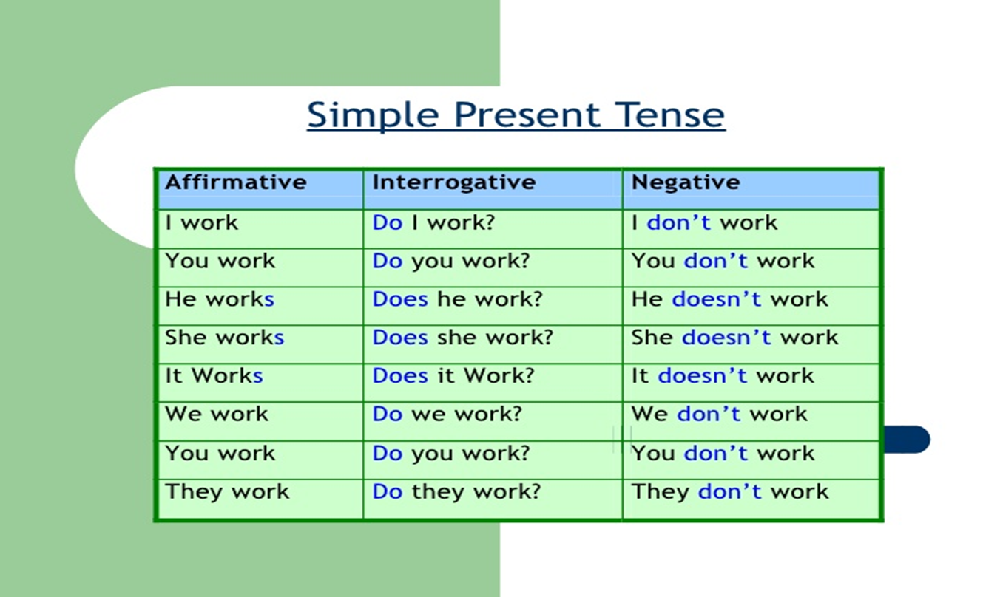 Simple Present Tense
Affirmative Interrogative Negative
I work Do I work? I don’t work
You work Do you work? You don’t work
He works Does he work? He doesn’t work
She works Does she work? She doesn’t work
It Works Does it Work? It doesn’t work
We work Do we work? We don’t work
You work Do you work? You don’t work
They work Do they work? They don’t work